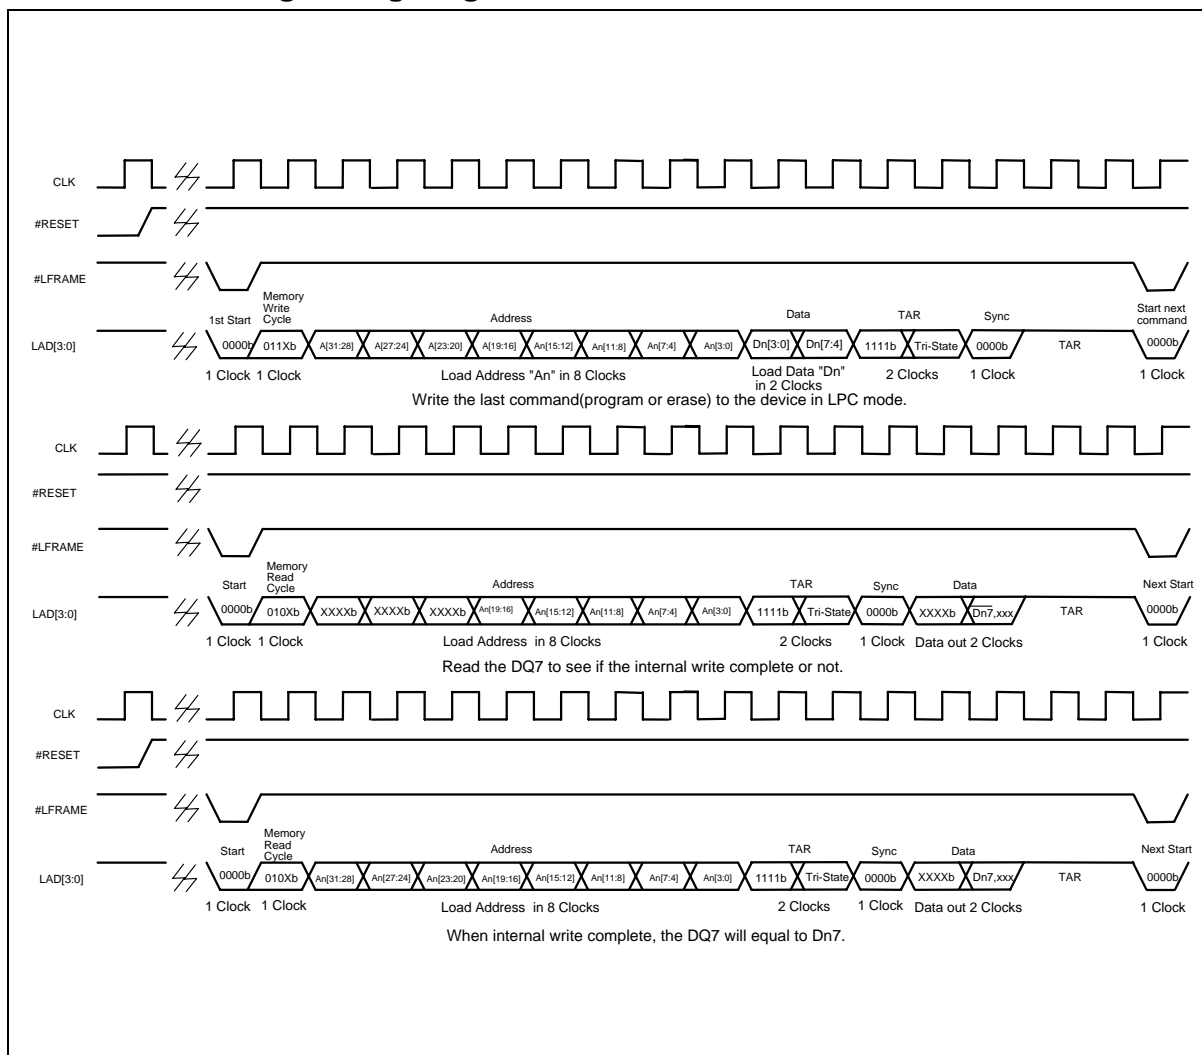 CLK
#RESET
#LFRAME
Memory
Write
Cycle
1st Start
Address
Data
TAR
Sync
Start next
command
LAD[3:0]
0000b 011Xb A[31:28] A[27:24] A[23:20] A[19:16] An[15:12] An[11:8] An[7:4] An[3:0] Dn[3:0] Dn[7:4] 1111b Tri-State 0000b TAR 0000b
1 Clock 1 Clock Load Address "An" in 8 Clocks Load Data "Dn"
in 2 Clocks
2 Clocks 1 Clock 1 Clock
Write the last command(program or erase) to the device in LPC mode.
CLK
#RESET
#LFRAME
Memory
Read
Cycle
Start Address TAR Sync Data Next Start
LAD[3:0]
0000b 010Xb XXXXb XXXXb XXXXb An[19:16] An[15:12] An[11:8] An[7:4] An[3:0] 1111b Tri-State 0000b XXXXb Dn7,xxx TAR 0000b
1 Clock 1 Clock Load Address in 8 Clocks 2 Clocks 1 Clock Data out 2 Clocks 1 Clock
Read the DQ7 to see if the internal write complete or not.
CLK
#RESET
#LFRAME
Memory
Read
Cycle
Start Address TAR Sync Data Next Start
LAD[3:0]
0000b 010Xb An[31:28] An[27:24] An[23:20] An[19:16] An[15:12] An[11:8] An[7:4] An[3:0] 1111b Tri-State 0000b XXXXb Dn7,xxx TAR 0000b
1 Clock 1 Clock Load Address in 8 Clocks 2 Clocks 1 Clock Data out 2 Clocks 1 Clock
When internal write complete, the DQ7 will equal to Dn7.